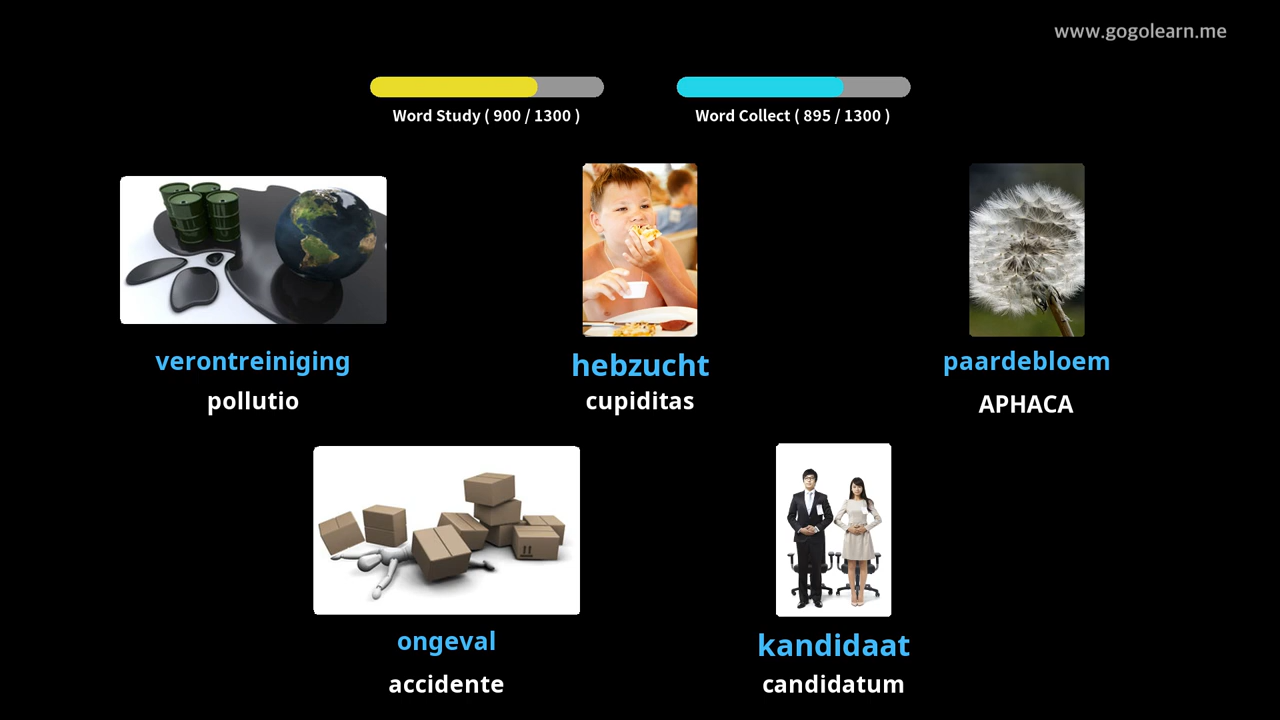 www.gogolearn.me
Word Study ( 900 / 1300 )
Word Collect ( 895 / 1300 )
verontreiniging
pollutio
hebzucht
cupiditas
paardebloem
APHACA
ongeval
accidente
kandidaat
candidatum